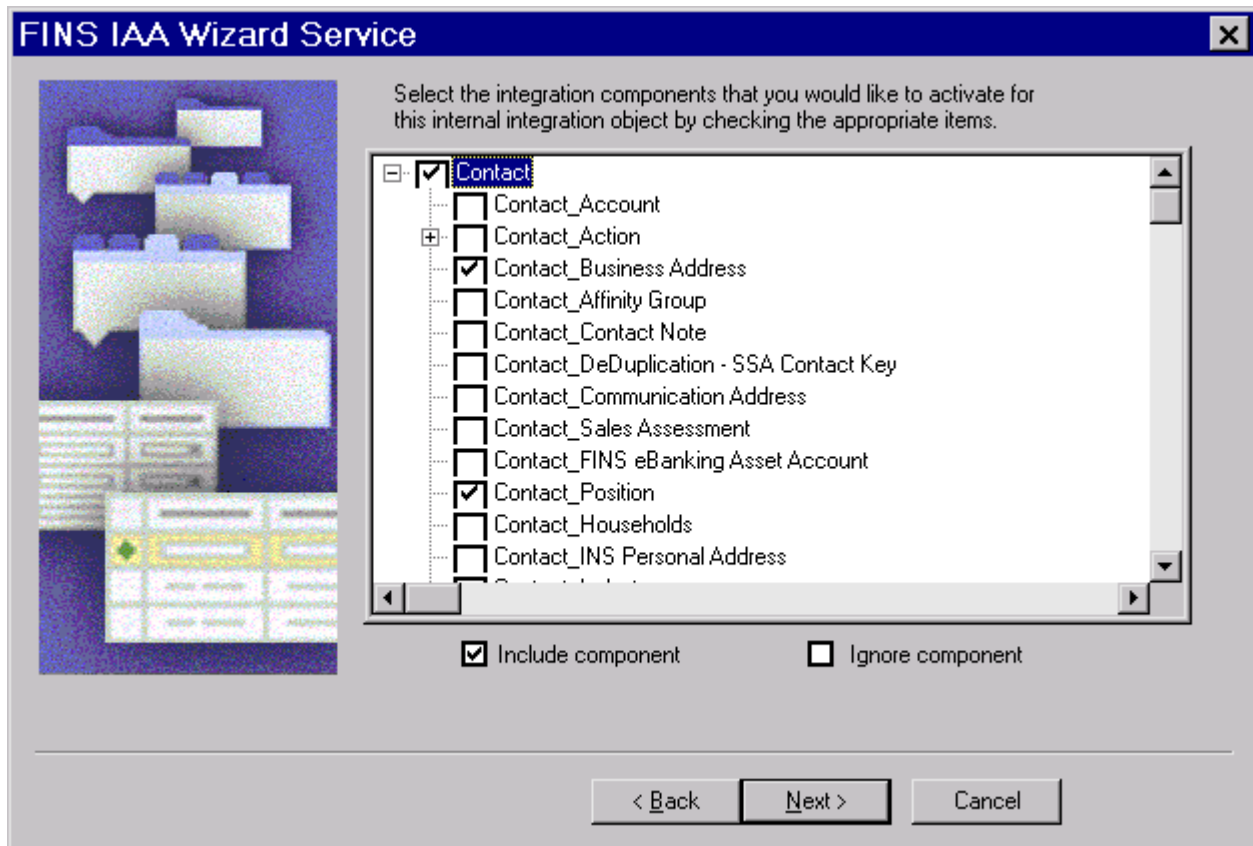 FINS IAA Wizard Service
Select the integration components that you would like to activate for
this internal integration object by checking the appropriate items.
Contact
Contact_Account
Contact_Action
Contact_Business Address
Contact_Affinity Group
Contact_Contact Note
Contact_DeDuplication - SSA Contact Key
Contact_Communication Address
Contact_Sales Assessment
Contact_FINS eBanking Asset Account
Contact_Position
Contact_Households
Contact_INS Personal Address
Include component Ignore component
< Back Next > Cancel